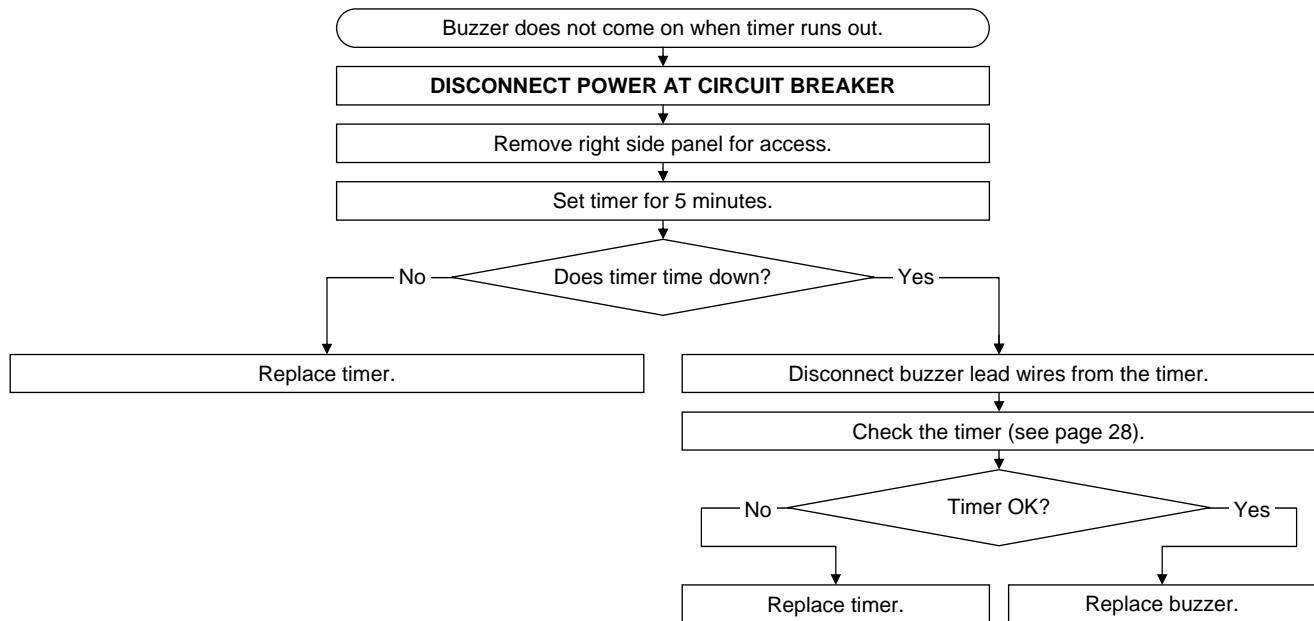 Buzzer does not come on when timer runs out.
DISCONNECT POWER AT CIRCUIT BREAKER
Remove right side panel for access.
Set timer for 5 minutes.
No
Does timer time down?
Yes
Replace timer.
Disconnect buzzer lead wires from the timer.
Check the timer (see page 28).
No
Timer OK?
Yes
Replace timer.
Replace buzzer.